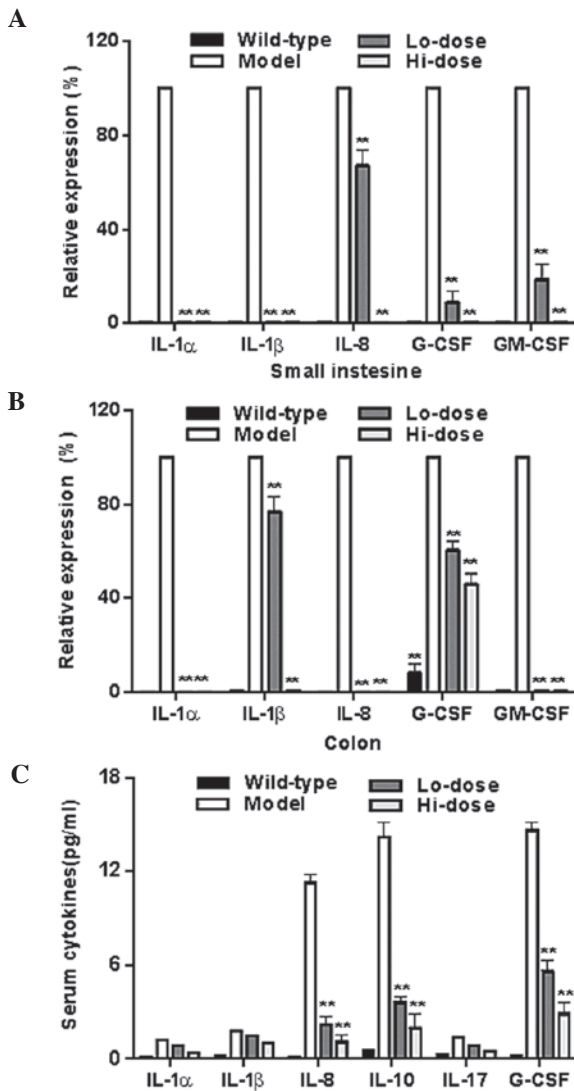 A
120
Wild-type Lo-dose
Model Hi-dose
Relative expression (%)
80
40
0
** ** ** ** ** ** ** ** ** **
IL-1α IL-1β IL-8 G-CSF GM-CSF
Small instesine
B
120
Wild-type Lo-dose
Model Hi-dose
Relative expression (%)
80
40
0
** ** ** ** ** ** ** ** ** ** **
IL-1α IL-1β IL-8 G-CSF GM-CSF
Colon
C
18
Wild-type Lo-dose
Model Hi-dose
Serum cytokines(pg/ml)
12
6
0
** ** ** ** ** **
IL-1α IL-1β IL-8 IL-10 IL-17 G-CSF